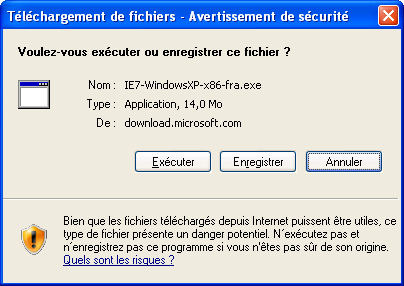 Téléchargement de fichiers - Avertissement de sécurité
Voulez-vous exécuter ou enregistrer ce fichier ?
Nom : IE7-WindowsXP-x86-fra.exe
Type : Application, 14,0 Mo
De : download.microsoft.com
Exécuter Enregistrer Annuler
Bien que les fichiers téléchargés depuis Internet puissent être utiles, ce
type de fichier présente un danger potentiel. N´exécutez pas et
n´enregistrez pas ce programme si vous n'êtes pas sûr de son origine.
Quels sont les risques ?